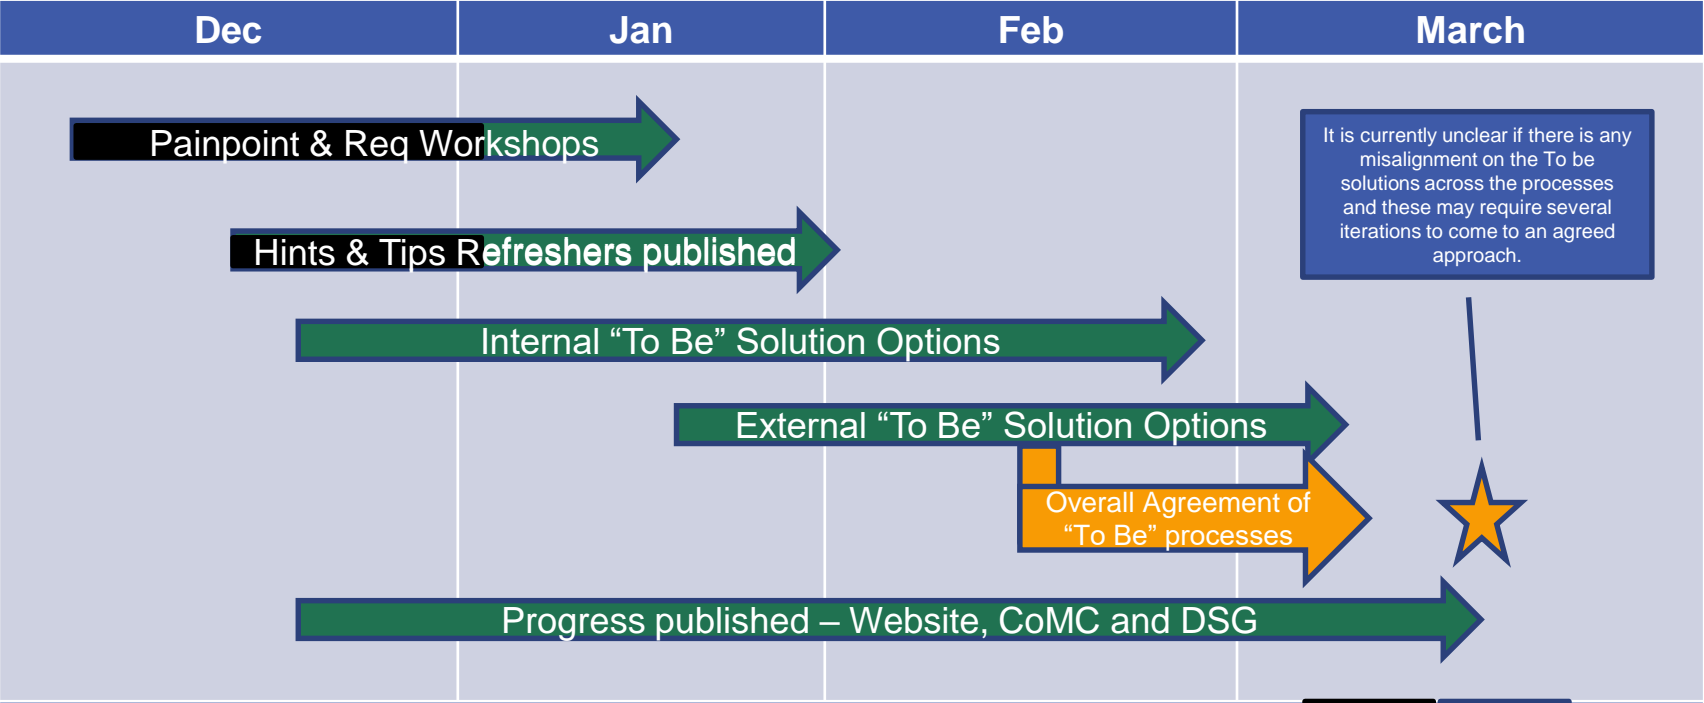 Dec
Jan
Feb
March
Painpoint & Req Workshops
It is currently unclear if there is any
misalignment on the To be
solutions across the processes
and these may require several
iterations to come to an agreed
approach.
Hints & Tips Refreshers published
Internal “To Be” Solution Options
External “To Be” Solution Options
Overall Agreement of
“To Be” processes
Progress published – Website, CoMC and DSG